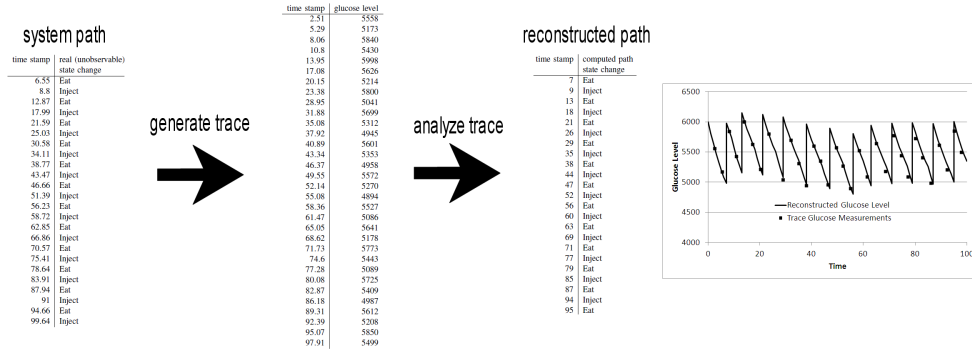 system path
time stamp real (unobservable)
state change
6.55 Eat
8.8 Inject
12.87 Eat
17.99 Inject
21.59 Eat
25.03 Inject
30.58 Eat
34.11 Inject
38.77 Eat
43.47 Inject
46.66 Eat
51.39 Inject
56.23 Eat
58.72 Inject
62.85 Eat
66.86 Inject
70.57 Eat
75.41 Inject
78.64 Eat
83.91 Inject
87.94 Eat
91 Inject
94.66 Eat
99.64 Inject
generate trace
time stamp glucose level
2.51 5558
5.29 5173
8.06 5840
10.8 5430
13.95 5998
17.08 5626
20.15 5214
23.38 5800
28.95 5041
31.88 5699
35.08 5312
37.92 4945
40.89 5601
43.34 5353
46.37 4958
49.55 5572
52.14 5270
55.08 4894
58.36 5527
61.47 5086
65.05 5641
68.62 5178
71.73 5773
74.6 5443
77.28 5089
80.08 5725
82.87 5409
86.18 4987
89.31 5612
92.39 5208
95.07 5850
97.91 5499
analyze trace
reconstructed path
time stamp computed path
state change
7 Eat
9 Inject
13 Eat
18 Inject
21 Eat
26 Inject
29 Eat
35 Inject
38 Eat
44 Inject
47 Eat
52 Inject
56 Eat
60 Inject
63 Eat
69 Inject
71 Eat
77 Inject
79 Eat
85 Inject
87 Eat
94 Inject
95 Eat
6500
6000
5500
5000
4500
4000
Glucose Level
Reconstructed Glucose Level
Trace Glucose Measurements
0 20 40 60 80 100
Time